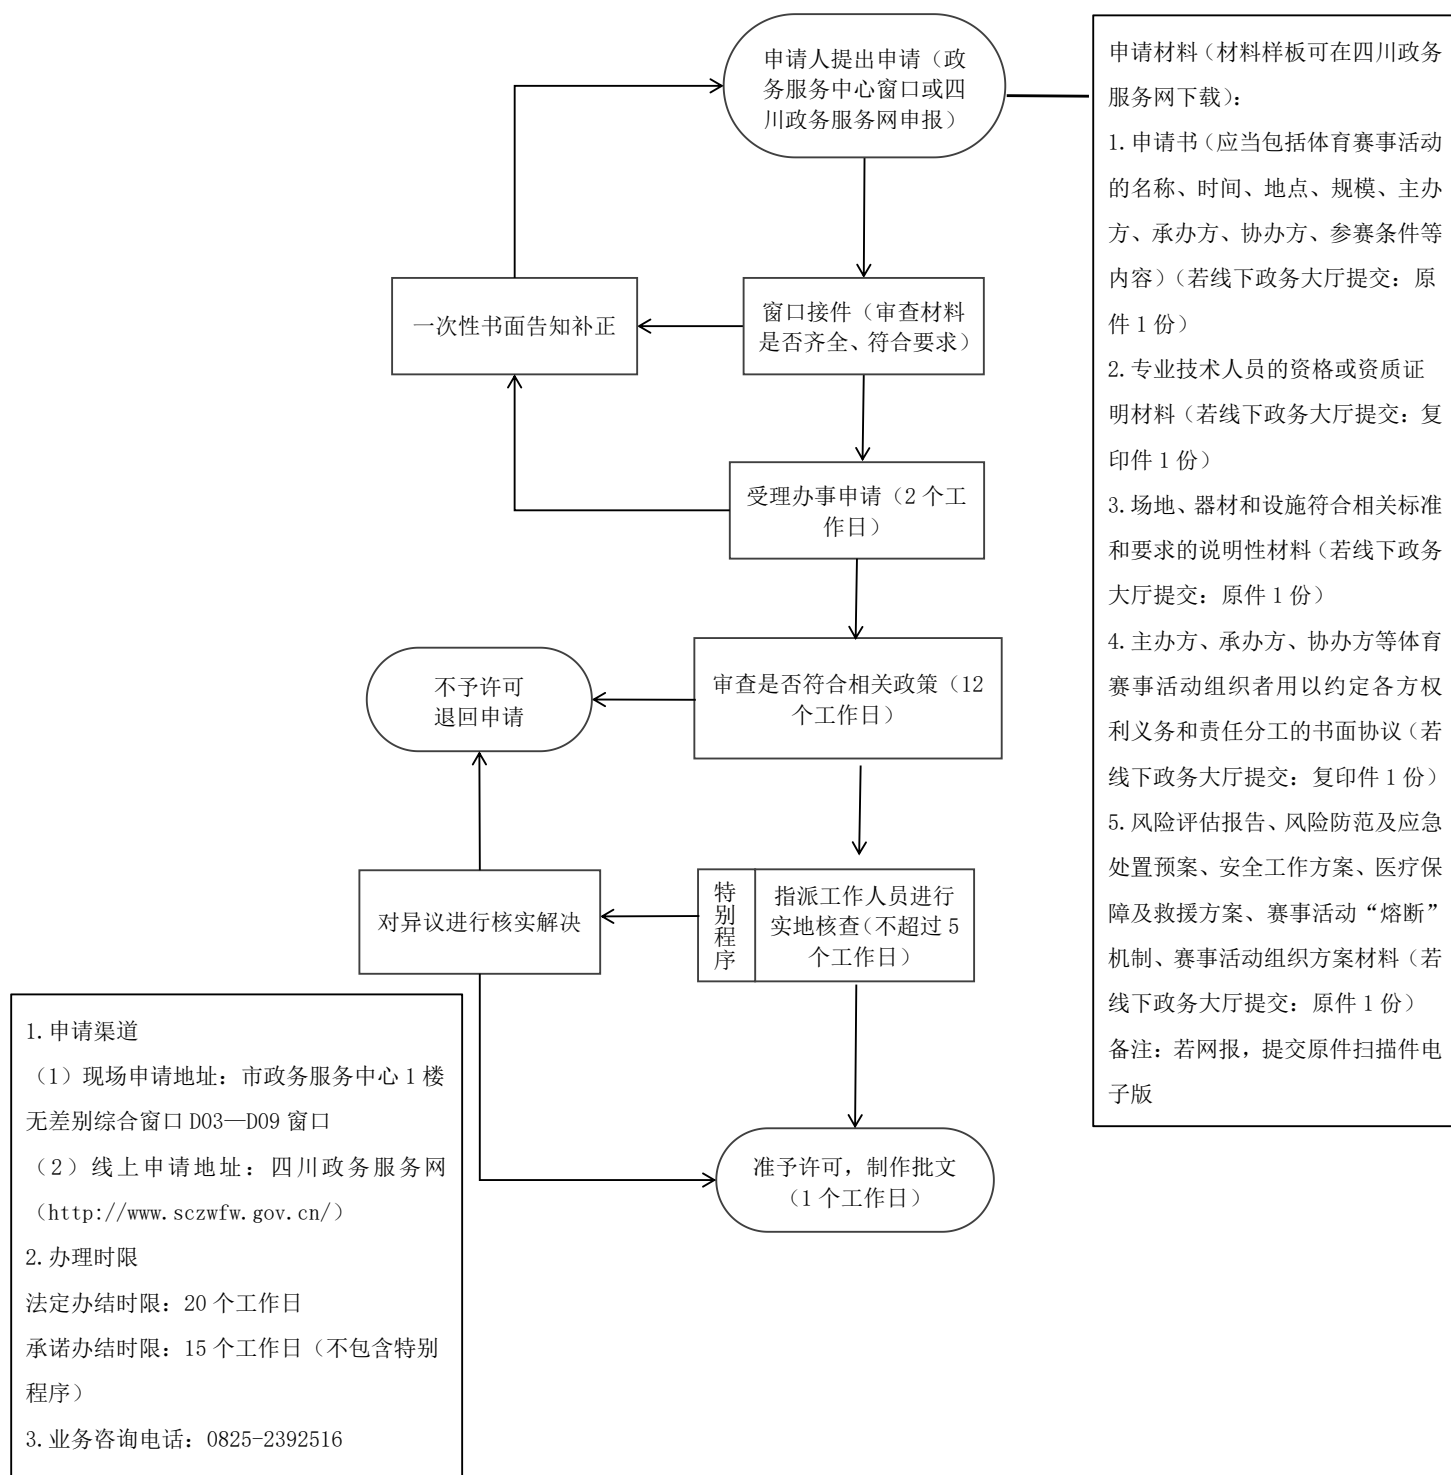 申请人提出申请（政
务服务中心窗口或四
川政务服务网申报）
窗口接件（审查材料
是否齐全、符合要求）
一次性书面告知补正
受理办事申请（2 个工
作日）
审查是否符合相关政策（12
个工作日）
不予许可
退回申请
特别程序
指派工作人员进行
实地核查(不超过 5
个工作日）
对异议进行核实解决
准予许可，制作批文
（1 个工作日）
申请材料（材料样板可在四川政务
服务网下载）：
1.申请书（应当包括体育赛事活动
的名称、时间、地点、规模、主办
方、承办方、协办方、参赛条件等
内容）（若线下政务大厅提交：原
件 1 份）
2.专业技术人员的资格或资质证
明材料（若线下政务大厅提交：复
印件 1 份）
3.场地、器材和设施符合相关标准
和要求的说明性材料（若线下政务
大厅提交：原件 1 份）
4.主办方、承办方、协办方等体育
赛事活动组织者用以约定各方权
利义务和责任分工的书面协议（若
线下政务大厅提交：复印件 1 份）
5.风险评估报告、风险防范及应急
处置预案、安全工作方案、医疗保
障及救援方案、赛事活动“熔断”
机制、赛事活动组织方案材料（若
线下政务大厅提交：原件 1 份）
备注：若网报，提交原件扫描件电
子版
1.申请渠道
（1）现场申请地址：市政务服务中心 1 楼
无差别综合窗口 D03—D09 窗口
（2）线上申请地址：四川政务服务网
（http://www.sczwfw.gov.cn/）
2.办理时限
法定办结时限：20 个工作日
承诺办结时限：15 个工作日（不包含特别
程序）
3.业务咨询电话：0825-2392516